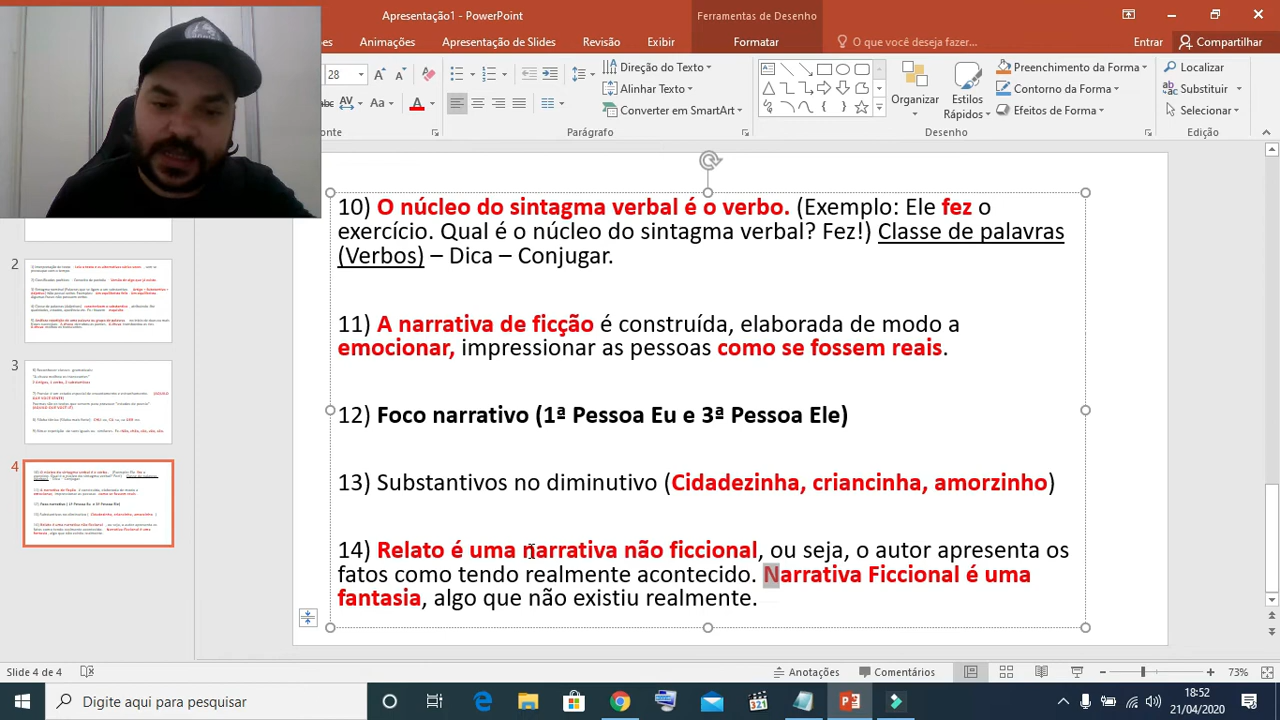 Apresentação1 - PowerPoint
Ferramentas de Desenho
Animações
Apresentação de Slides
Revisão
Exibir
Formatar
O que você deseja fazer...
Entrar
Compartilhar
28
Direção do Texto
Preenchimento da Forma
Localizar
Alinhar Texto
Contorno da Forma
Substituir
Converter em SmartArt
Organizar
Estilos
Rápidos
Efeitos de Forma
Selecionar
Parágrafo
Desenho
Edição
10) O núcleo do sintagma verbal é o verbo. (Exemplo: Ele fez o
exercício. Qual é o núcleo do sintagma verbal? Fez!) Classe de palavras
(Verbos) – Dica – Conjugar.
11) A narrativa de ficção é construída, elaborada de modo a
emocionar, impressionar as pessoas como se fossem reais.
12) Foco narrativo (1ª Pessoa Eu e 3ª Pessoa Ele)
13) Substantivos no diminutivo (Cidadezinha, criancinha, amorzinho)
14) Relato é uma narrativa não ficcional, ou seja, o autor apresenta os
fatos como tendo realmente acontecido. Narrativa Ficcional é uma
fantasia, algo que não existiu realmente.
2
3
4
Slide 4 de 4
Anotações
Comentários
73%
Digite aqui para pesquisar
18:52
21/04/2020